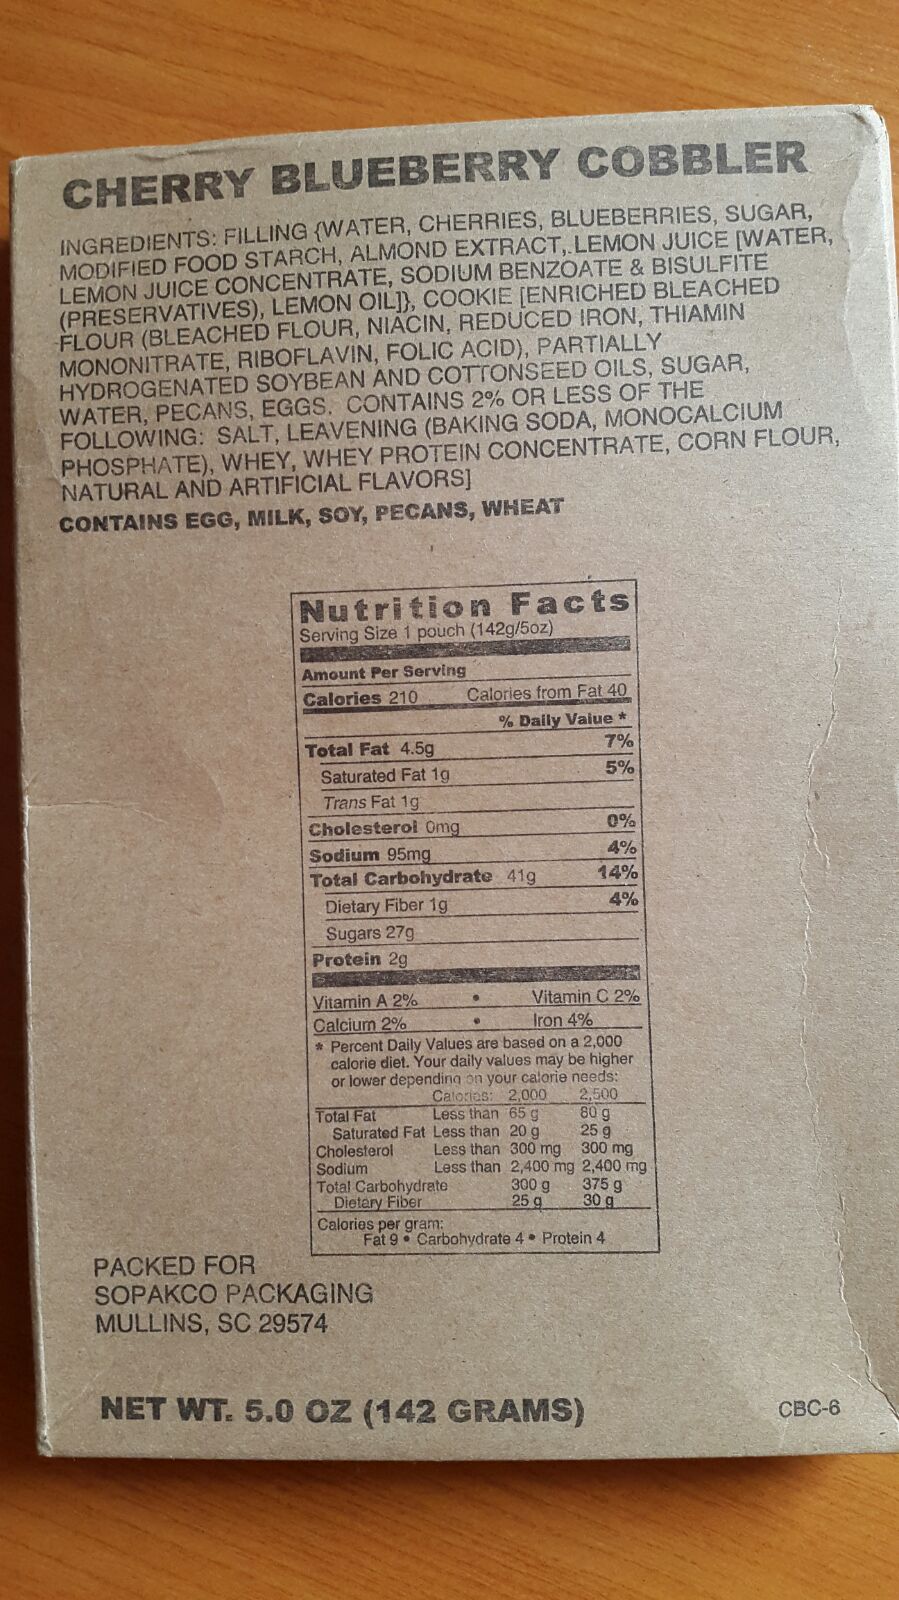 CHERRY BLUEBERRY COBBLER
INGREDIENTS: FILLING {WATER, CHERRIES, BLUEBERRIES, SUGAR,
MODIFIED FOOD STARCH, ALMOND EXTRACT, LEMON JUICE [WATER,
LEMON JUICE CONCENTRATE, SODIUM BENZOATE & BISULFITE
(PRESERVATIVES), LEMON OIL]}, COOKIE [ENRICHED BLEACHED
FLOUR (BLEACHED FLOUR, NIACIN, REDUCED IRON, THIAMIN
MONONITRATE, RIBOFLAVIN, FOLIC ACID), PARTIALLY
HYDROGENATED SOYBEAN AND COTTONSEED OILS, SUGAR,
WATER, PECANS, EGGS. CONTAINS 2% OR LESS OF THE
FOLLOWING: SALT, LEAVENING (BAKING SODA, MONOCALCIUM
PHOSPHATE), WHEY, WHEY PROTEIN CONCENTRATE, CORN FLOUR,
NATURAL AND ARTIFICIAL FLAVORS]
CONTAINS EGG, MILK, SOY, PECANS, WHEAT
Nutrition Facts
Serving Size 1 pouch (142g/5oz)
Amount Per Serving
Calories 210 Calories from Fat 40
% Daily Value *
Total Fat 4.5g 7%
Saturated Fat 1g 5%
Trans Fat 1g
Cholesterol 0mg 0%
Sodium 95mg 4%
Total Carbohydrate 41g 14%
Dietary Fiber 1g 4%
Sugars 27g
Protein 2g
Vitamin A 2% • Vitamin C 2%
Calcium 2% • Iron 4%
* Percent Daily Values are based on a 2,000
calorie diet. Your daily values may be higher
or lower depending on your calorie needs:
Calories: 2,000 2,500
Total Fat Less than 65 g 80 g
Saturated Fat Less than 20 g 25 g
Cholesterol Less than 300 mg 300 mg
Sodium Less than 2,400 mg 2,400 mg
Total Carbohydrate 300 g 375 g
Dietary Fiber 25 g 30 g
Calories per gram:
Fat 9 • Carbohydrate 4 • Protein 4
PACKED FOR
SOPAKCO PACKAGING
MULLINS, SC 29574
NET WT. 5.0 OZ (142 GRAMS)
CBC-6